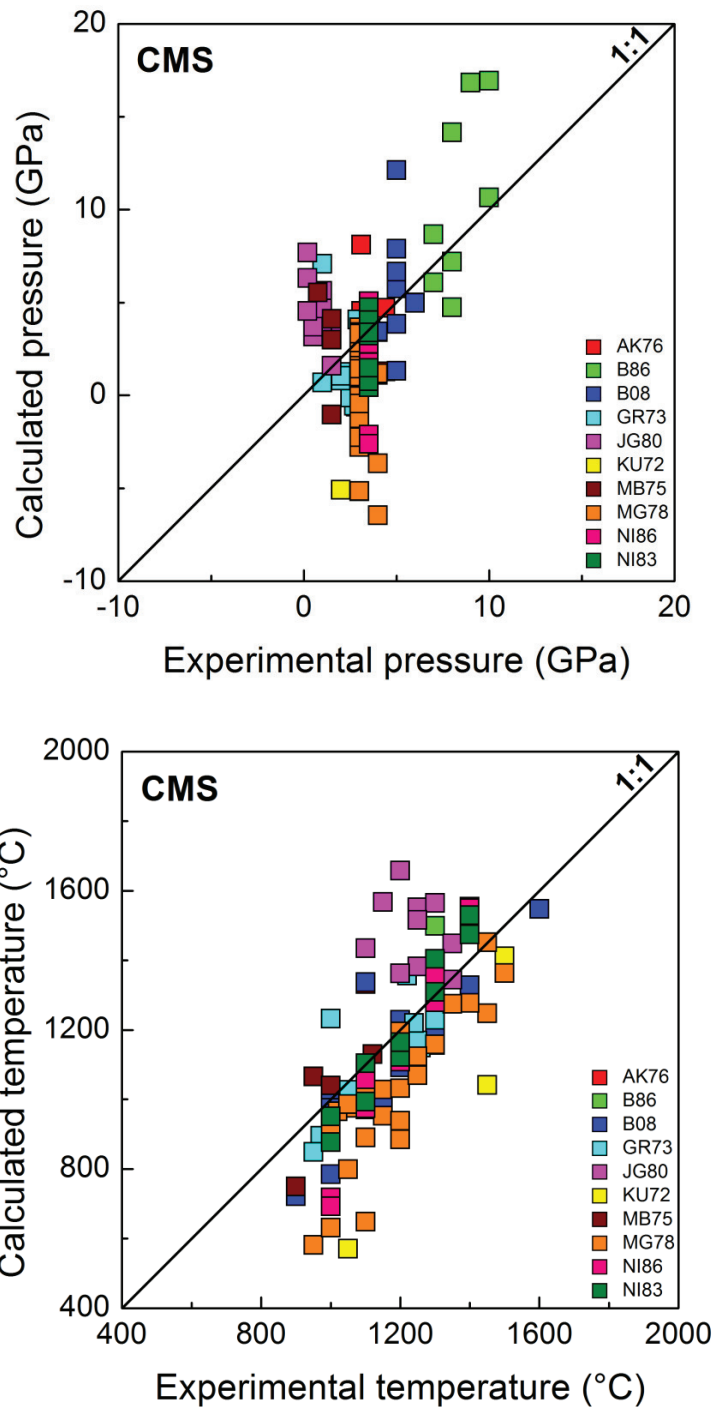 20
CMS
1:1
10
0
-10
Calculated pressure (GPa)
AK76
B86
B08
GR73
JG80
KU72
MB75
MG78
NI86
NI83
-10 0 10 20
Experimental pressure (GPa)
2000
CMS
1:1
1600
1200
800
400
Calculated temperature (°C)
AK76
B86
B08
GR73
JG80
KU72
MB75
MG78
NI86
NI83
400 800 1200 1600 2000
Experimental temperature (°C)